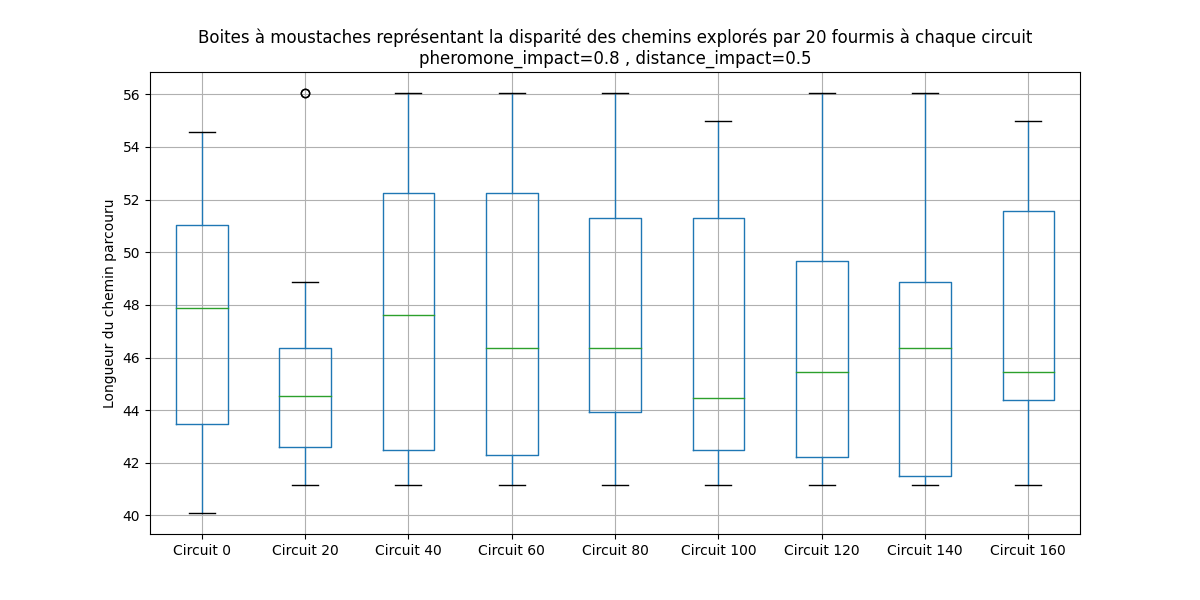 Boites à moustaches représentant la disparité des chemins explorés par 20 fourmis à chaque circuit
pheromone_impact=0.8 , distance_impact=0.5
Longueur du chemin parcouru
56
54
52
50
48
46
44
42
40
Circuit 0
Circuit 20
Circuit 40
Circuit 60
Circuit 80
Circuit 100
Circuit 120
Circuit 140
Circuit 160